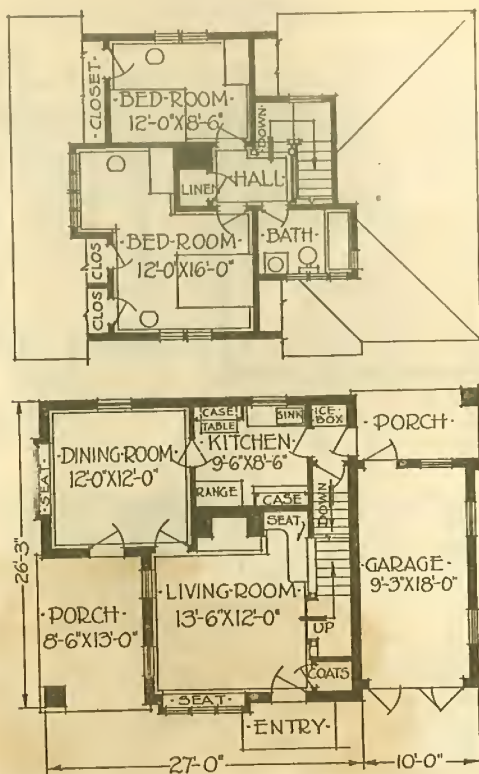 CLOSET
·BED-ROOM·
12'-0"X8'-6"
DOWN
LINEN
·HALL·
·BED-ROOM·
12'-0"X16'-0"
·BATH·
CLOS
CLOS
CASE
TABLE
SINK
ICE-
BOX
·PORCH·
·DINING-ROOM·
12'-0"X12'-0"
·KITCHEN·
9'-6"X8'-6"
·SEAT·
RANGE
CASE
DOWN
SEAT
26'-3"
·LIVING-ROOM·
13'-6"X12'-0"
·GARAGE·
9'-3"X18'-0"
·PORCH·
8'-6"X13'-0"
UP
COATS
·SEAT·
·ENTRY·
27'-0"
10'-0"